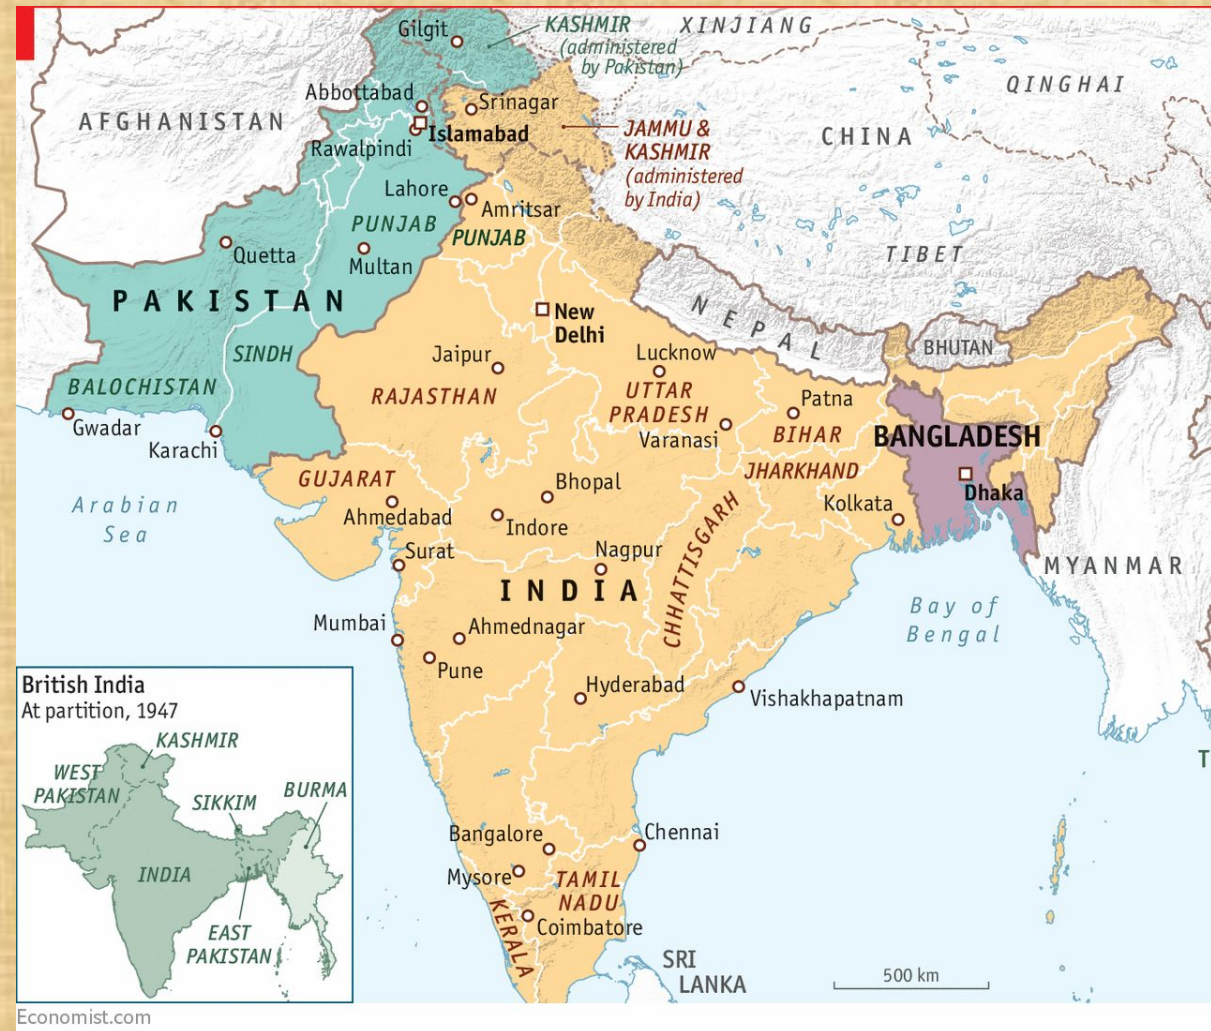 Gilgit
KASHMIR
(administered
by Pakistan)
XINJIANG
QINGHAI
Abbottabad
Srinagar
AFGHANISTAN
Islamabad
JAMMU &
KASHMIR
(administered
by India)
CHINA
Rawalpindi
Lahore
Amritsar
PUNJAB
PUNJAB
TIBET
Quetta
Multan
PAKISTAN
New
Delhi
NEPAL
SINDH
Jaipur
Lucknow
BHUTAN
BALOCHISTAN
RAJASTHAN
UTTAR
PRADESH
Patna
Gwadar
Karachi
Varanasi
BIHAR
BANGLADESH
GUJARAT
JHARKHAND
Bhopal
Dhaka
Arabian
Sea
Ahmedabad
Indore
Kolkata
CHHATTISGARH
Surat
Nagpur
MYANMAR
INDIA
Bay of
Bengal
Mumbai
Ahmednagar
Pune
Hyderabad
Vishakhapatnam
British India
At partition, 1947
KASHMIR
WEST
PAKISTAN
SIKKIM
BURMA
INDIA
EAST
PAKISTAN
T
Bangalore
Chennai
Mysore
TAMIL
NADU
KERALA
Coimbatore
SRI
LANKA
500 km
Economist.com